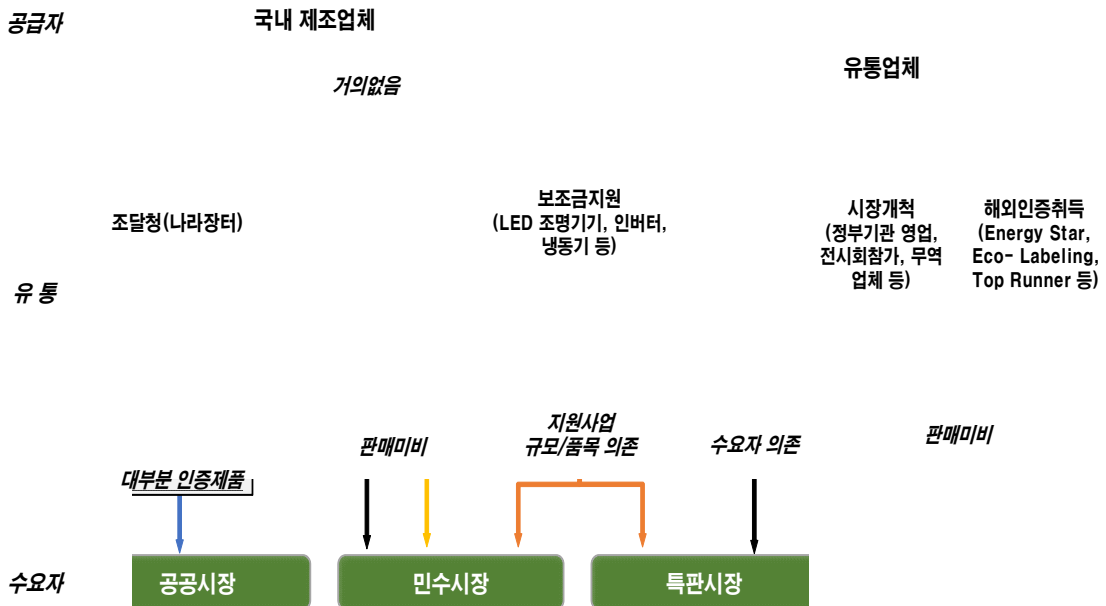 공급자
국내 제조업체
유통업체
거의없음
조달청(나라장터)
보조금지원
(LED 조명기기, 인버터,
냉동기 등)
시장개척
(정부기관 영업,
전시회참가, 무역
업체 등)
해외인증취득
(Energy Star,
Eco- Labeling,
Top Runner 등)
유 통
대부분 인증제품
판매미비
지원사업
규모/품목 의존
수요자 의존
판매미비
수요자
공공시장
민수시장
특판시장